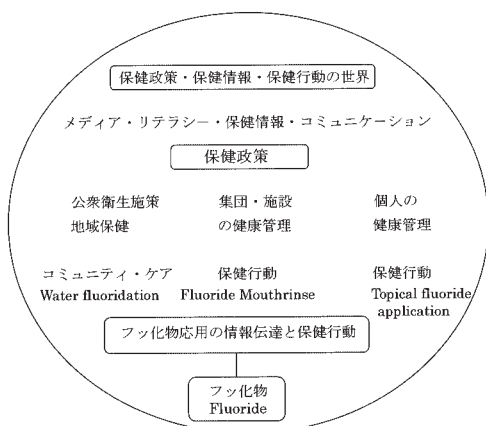 保健政策・保健情報・保健行動の世界
メディア・リテラシー・保健情報・コミュニケーション
保健政策
公衆衛生施策 集団・施設 個人の
地域保健 の健康管理 健康管理
コミュニティ・ケア 保健行動 保健行動
Water fluoridation Fluoride Mouthrinse Topical fluoride
application
フッ化物応用の情報伝達と保健行動
フッ化物
Fluoride